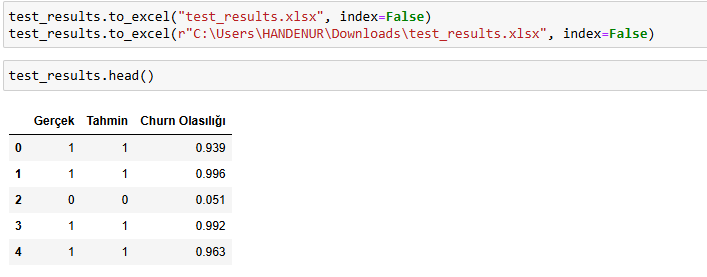 test_results.to_excel("test_results.xlsx", index=False)
test_results.to_excel(r"C:\Users\HANDENUR\Downloads\test_results.xlsx", index=False)
test_results.head()
Gerçek Tahmin Churn Olasılığı
0 1 1 0.939
1 1 1 0.996
2 0 0 0.051
3 1 1 0.992
4 1 1 0.963